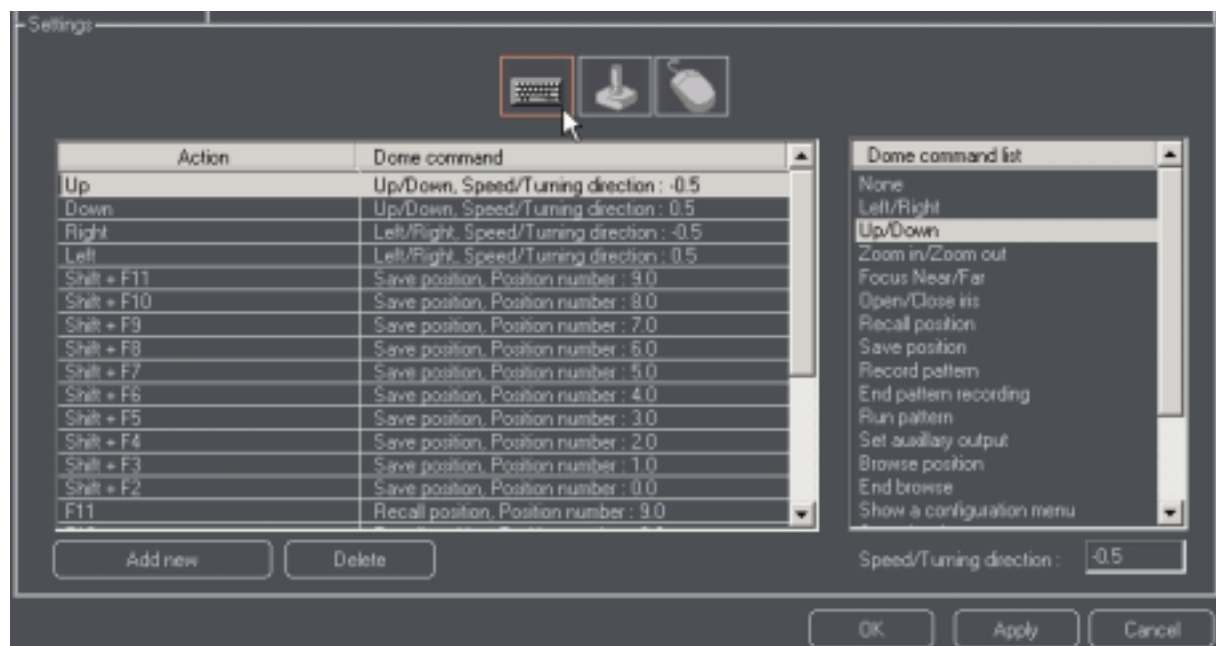 Settings
Action Dome command
Up Up/Down, Speed/Turning direction : -0.5
Down Up/Down, Speed/Turning direction : 0.5
Right Left/Right, Speed/Turning direction : -0.5
Left Left/Right, Speed/Turning direction : 0.5
Shift + F11 Save position, Position number : 9.0
Shift + F10 Save position, Position number : 8.0
Shift + F9 Save position, Position number : 7.0
Shift + F8 Save position, Position number : 6.0
Shift + F7 Save position, Position number : 5.0
Shift + F6 Save position, Position number : 4.0
Shift + F5 Save position, Position number : 3.0
Shift + F4 Save position, Position number : 2.0
Shift + F3 Save position, Position number : 1.0
Shift + F2 Save position, Position number : 0.0
F11 Recall position, Position number : 9.0
Add new Delete
Dome command list
None
Left/Right
Up/Down
Zoom in/Zoom out
Focus Near/Far
Open/Close iris
Recall position
Save position
Record pattern
End pattern recording
Run pattern
Set auxillary output
Browse position
End browse
Show a configuration menu
Speed/Turning direction : -0.5
OK Apply Cancel